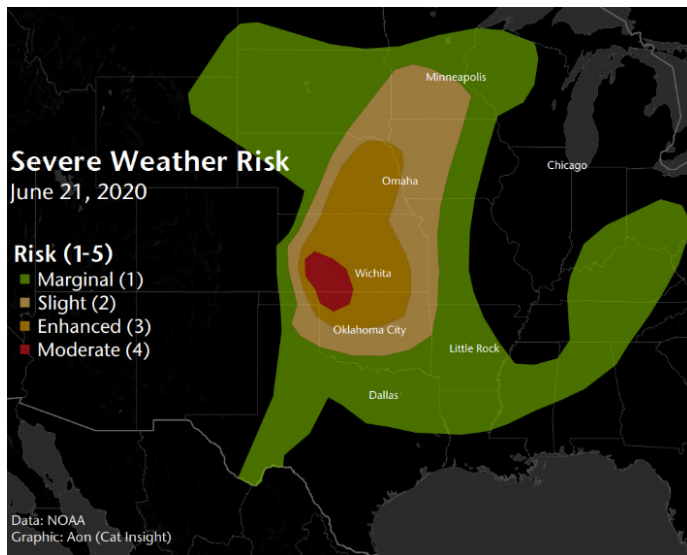 Severe Weather Risk
June 21, 2020
Risk (1-5)
Marginal (1)
Slight (2)
Enhanced (3)
Moderate (4)
Minneapolis
Chicago
Omaha
Wichita
Oklahoma City
Little Rock
Dallas
Data: NOAA
Graphic: Aon (Cat Insight)